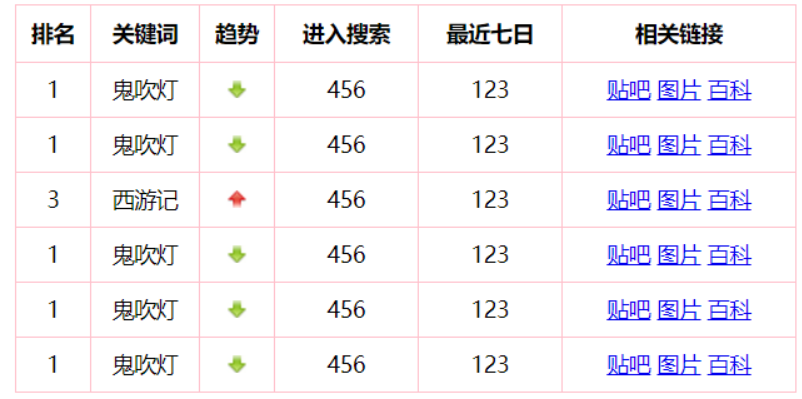 排名 关键词 趋势 进入搜索 最近七日 相关链接
1 鬼吹灯 456 123 贴吧 图片 百科
1 鬼吹灯 456 123 贴吧 图片 百科
3 西游记 456 123 贴吧 图片 百科
1 鬼吹灯 456 123 贴吧 图片 百科
1 鬼吹灯 456 123 贴吧 图片 百科
1 鬼吹灯 456 123 贴吧 图片 百科